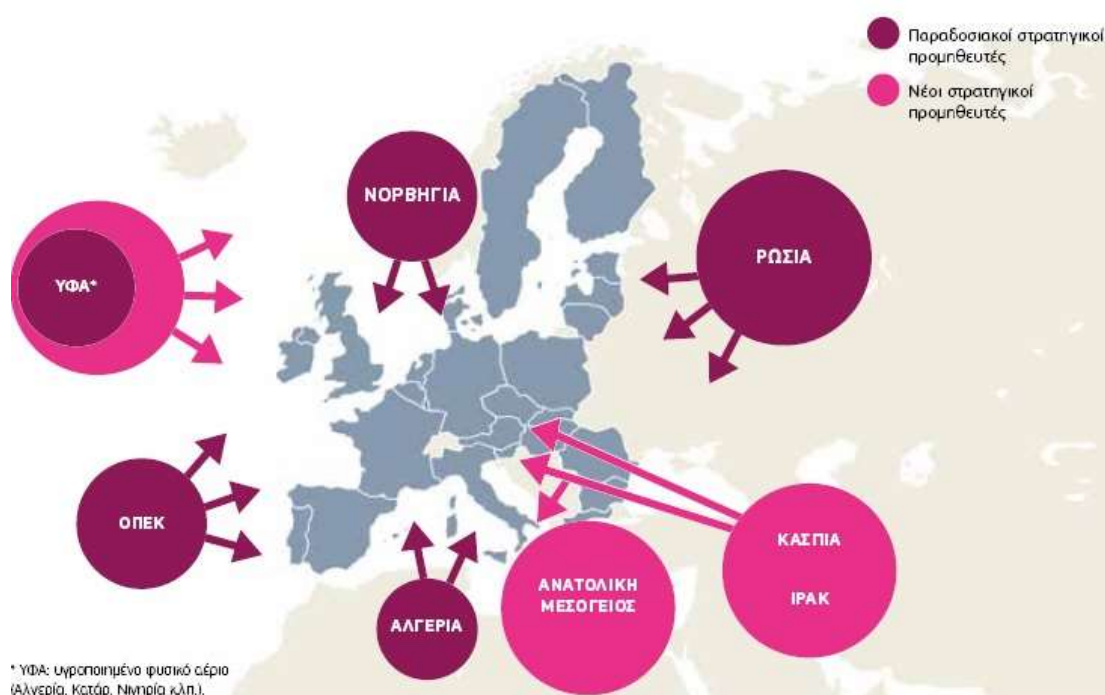 Παραδοσιακοί στρατηγικοί
προμηθευτές
Νέοι στρατηγικοί
προμηθευτές
ΝΟΡΒΗΓΙΑ
ΡΩΣΙΑ
ΥΦΑ*
ΟΠΕΚ
ΚΑΣΠΙΑ
ΙΡΑΚ
ΑΝΑΤΟΛΙΚΗ
ΜΕΣΟΓΕΙΟΣ
ΑΛΓΕΡΙΑ
* ΥΦΑ: υγροποιημένο φυσικό αέριο
(Αλγερία, Κατάρ, Νιγηρία κλπ.).